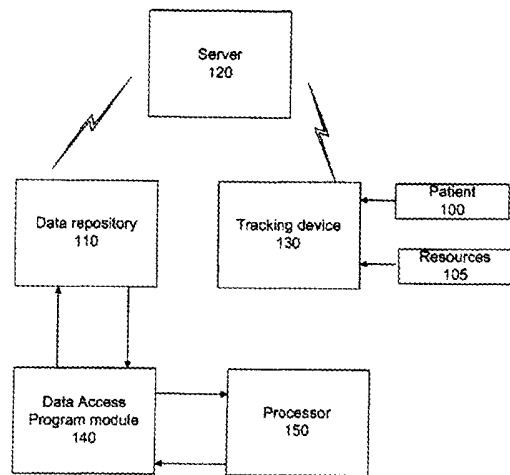 Server
120
Data repository
110
Tracking device
130
Patient
100
Resources
105
Data Access
Program module
140
Processor
150